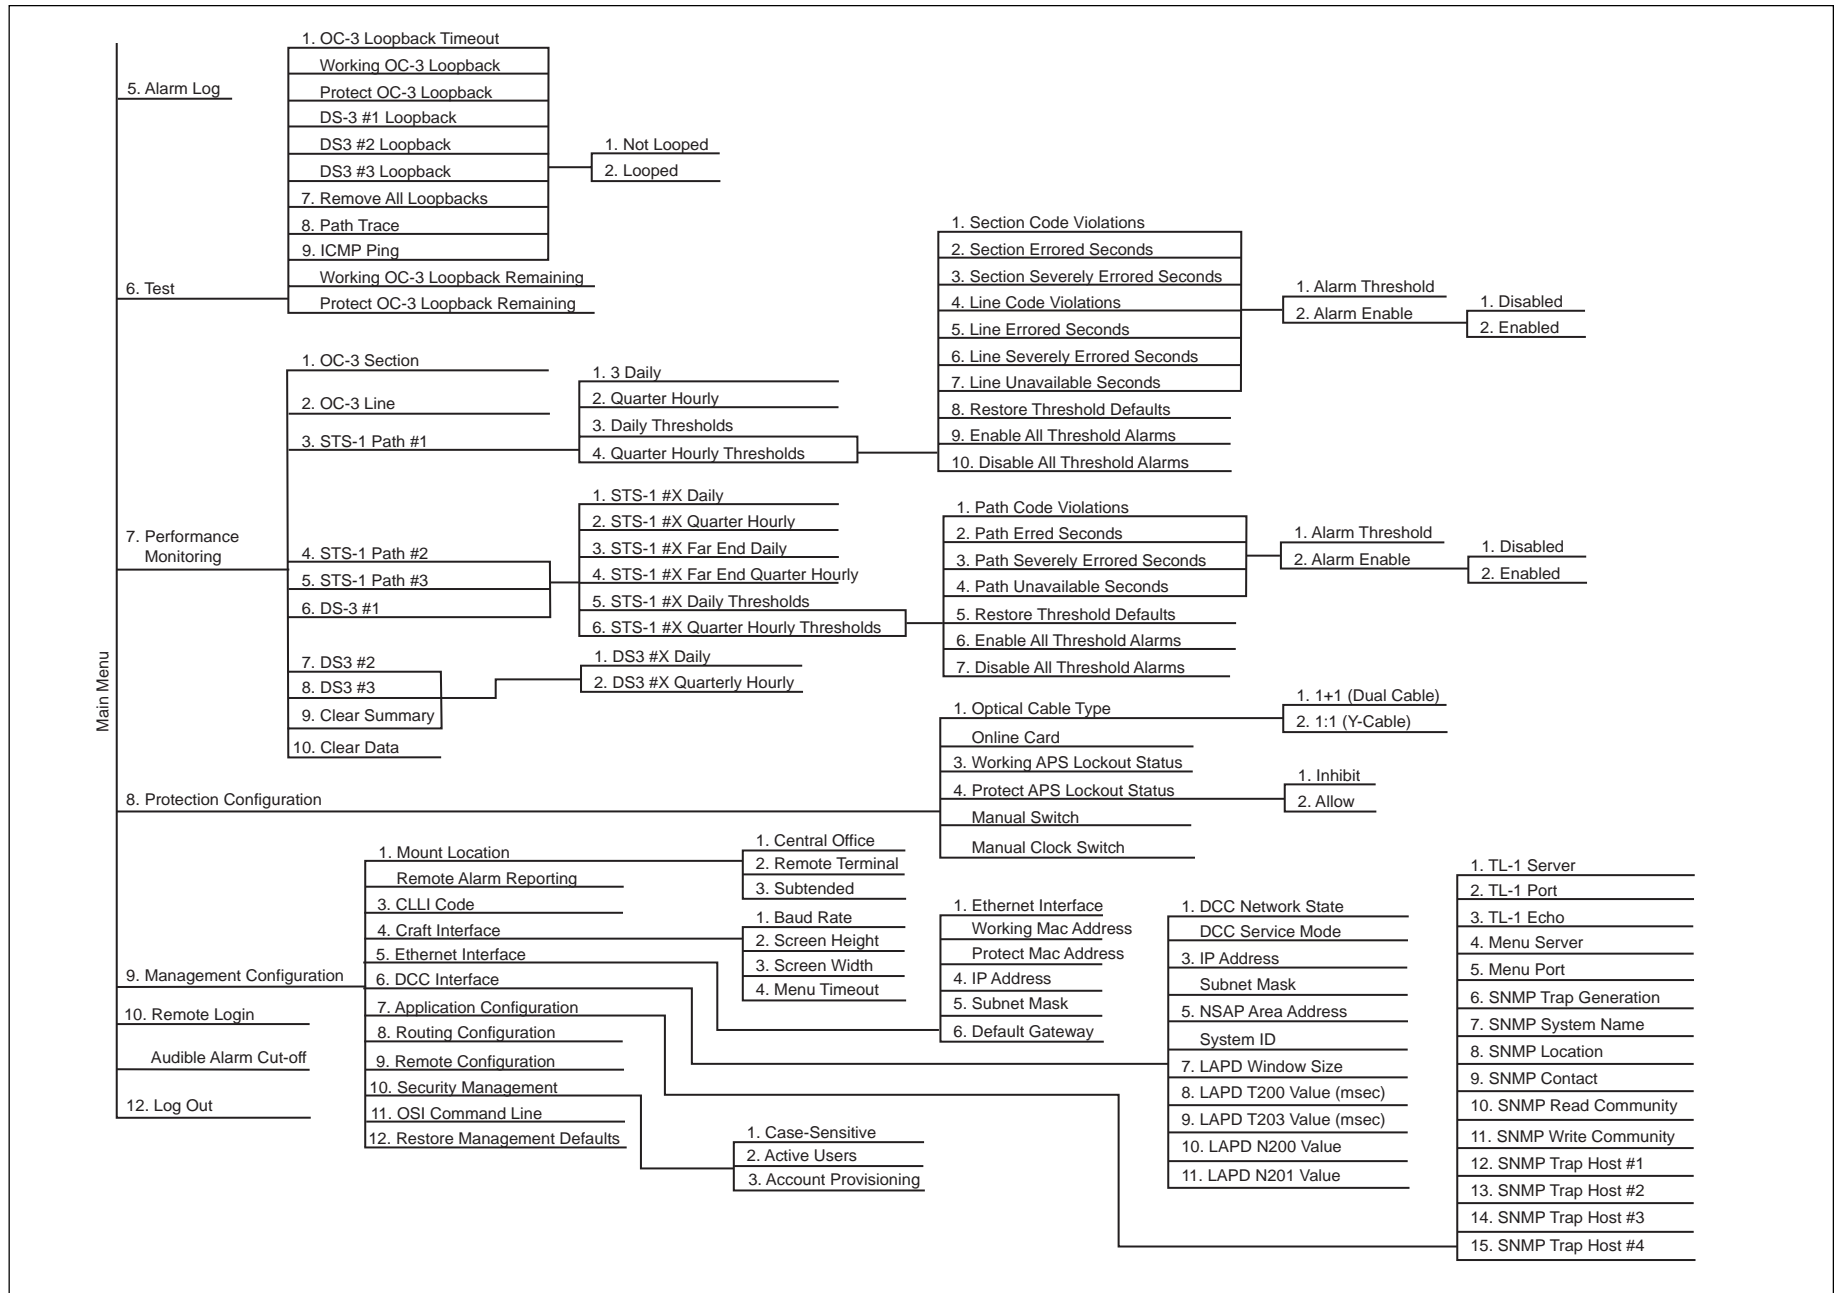 Main Menu
5. Alarm Log
6. Test
1. OC-3 Loopback Timeout
Working OC-3 Loopback
Protect OC-3 Loopback
DS-3 #1 Loopback
DS3 #2 Loopback
DS3 #3 Loopback
7. Remove All Loopbacks
8. Path Trace
9. ICMP Ping
Working OC-3 Loopback Remaining
Protect OC-3 Loopback Remaining
1. Not Looped
2. Looped
7. Performance
Monitoring
1. OC-3 Section
2. OC-3 Line
3. STS-1 Path #1
4. STS-1 Path #2
5. STS-1 Path #3
6. DS-3 #1
7. DS3 #2
8. DS3 #3
9. Clear Summary
10. Clear Data
1. 3 Daily
2. Quarter Hourly
3. Daily Thresholds
4. Quarter Hourly Thresholds
1. Section Code Violations
2. Section Errored Seconds
3. Section Severely Errored Seconds
4. Line Code Violations
5. Line Errored Seconds
6. Line Severely Errored Seconds
7. Line Unavailable Seconds
8. Restore Threshold Defaults
9. Enable All Threshold Alarms
10. Disable All Threshold Alarms
1. Alarm Threshold
2. Alarm Enable
1. Disabled
2. Enabled
1. STS-1 #X Daily
2. STS-1 #X Quarter Hourly
3. STS-1 #X Far End Daily
4. STS-1 #X Far End Quarter Hourly
5. STS-1 #X Daily Thresholds
6. STS-1 #X Quarter Hourly Thresholds
1. Path Code Violations
2. Path Erred Seconds
3. Path Severely Errored Seconds
4. Path Unavailable Seconds
5. Restore Threshold Defaults
6. Enable All Threshold Alarms
7. Disable All Threshold Alarms
1. Alarm Threshold
2. Alarm Enable
1. Disabled
2. Enabled
1. DS3 #X Daily
2. DS3 #X Quarterly Hourly
8. Protection Configuration
1. Optical Cable Type
Online Card
3. Working APS Lockout Status
4. Protect APS Lockout Status
Manual Switch
Manual Clock Switch
1. 1+1 (Dual Cable)
2. 1:1 (Y-Cable)
1. Inhibit
2. Allow
9. Management Configuration
1. Mount Location
Remote Alarm Reporting
3. CLLI Code
4. Craft Interface
5. Ethernet Interface
6. DCC Interface
7. Application Configuration
8. Routing Configuration
9. Remote Configuration
10. Security Management
11. OSI Command Line
12. Restore Management Defaults
1. Central Office
2. Remote Terminal
3. Subtended
1. Baud Rate
2. Screen Height
3. Screen Width
4. Menu Timeout
1. Ethernet Interface
Working Mac Address
Protect Mac Address
4. IP Address
5. Subnet Mask
6. Default Gateway
1. DCC Network State
DCC Service Mode
3. IP Address
Subnet Mask
5. NSAP Area Address
System ID
7. LAPD Window Size
8. LAPD T200 Value (msec)
9. LAPD T203 Value (msec)
10. LAPD N200 Value
11. LAPD N201 Value
1. TL-1 Server
2. TL-1 Port
3. TL-1 Echo
4. Menu Server
5. Menu Port
6. SNMP Trap Generation
7. SNMP System Name
8. SNMP Location
9. SNMP Contact
10. SNMP Read Community
11. SNMP Write Community
12. SNMP Trap Host #1
13. SNMP Trap Host #2
14. SNMP Trap Host #3
15. SNMP Trap Host #4
1. Case-Sensitive
2. Active Users
3. Account Provisioning
10. Remote Login
Audible Alarm Cut-off
12. Log Out